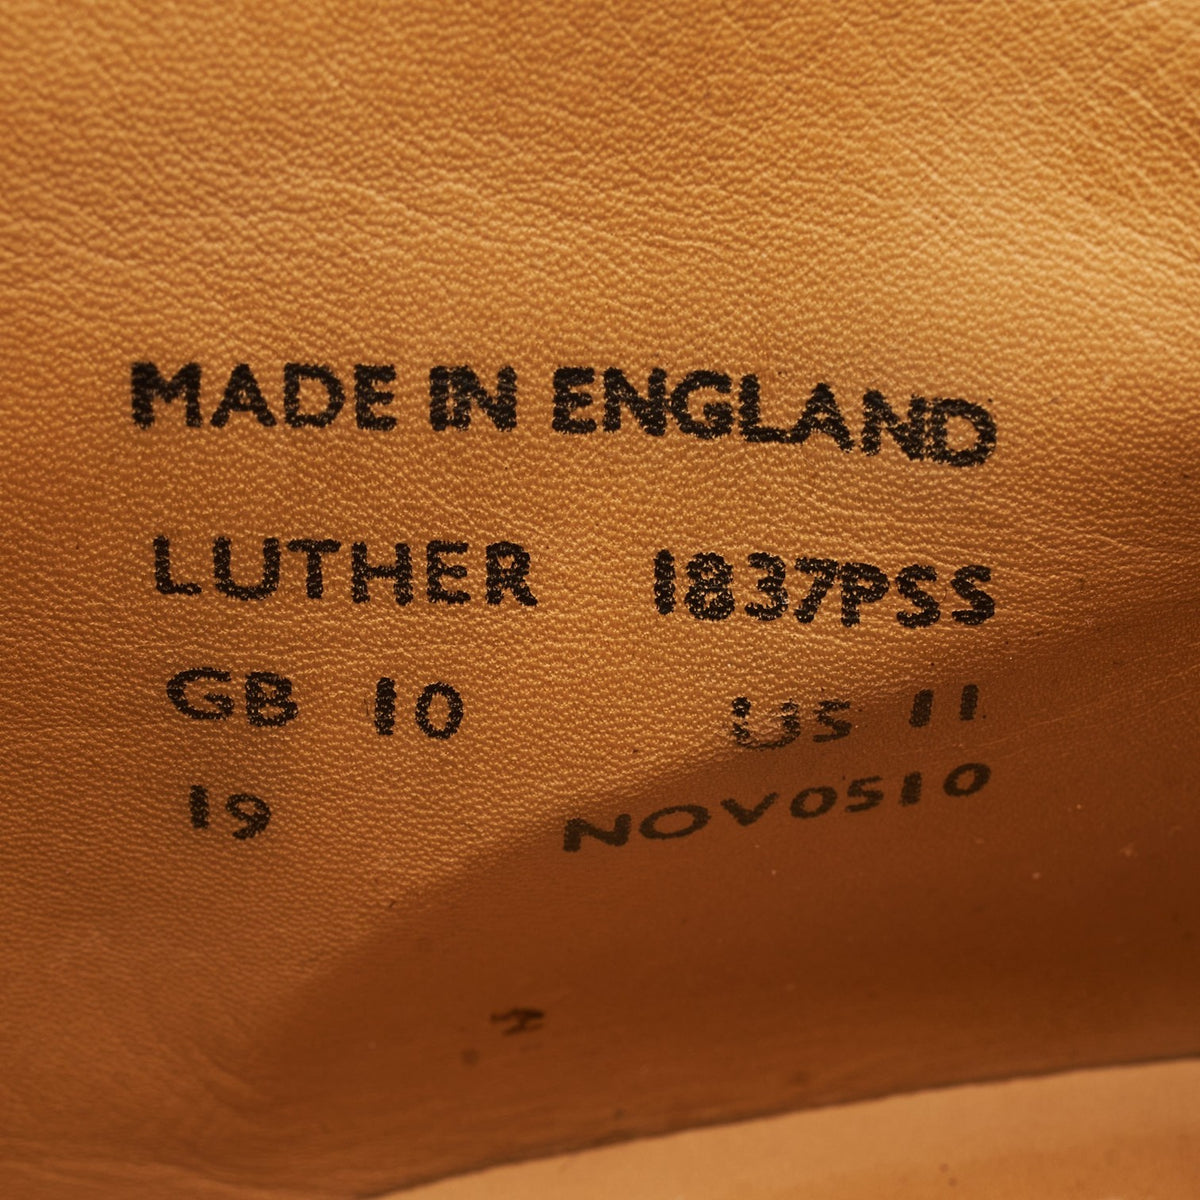 MADE IN ENGLAND
LUTHER 1837PSS
GB 10 US 11
19 NOV0510